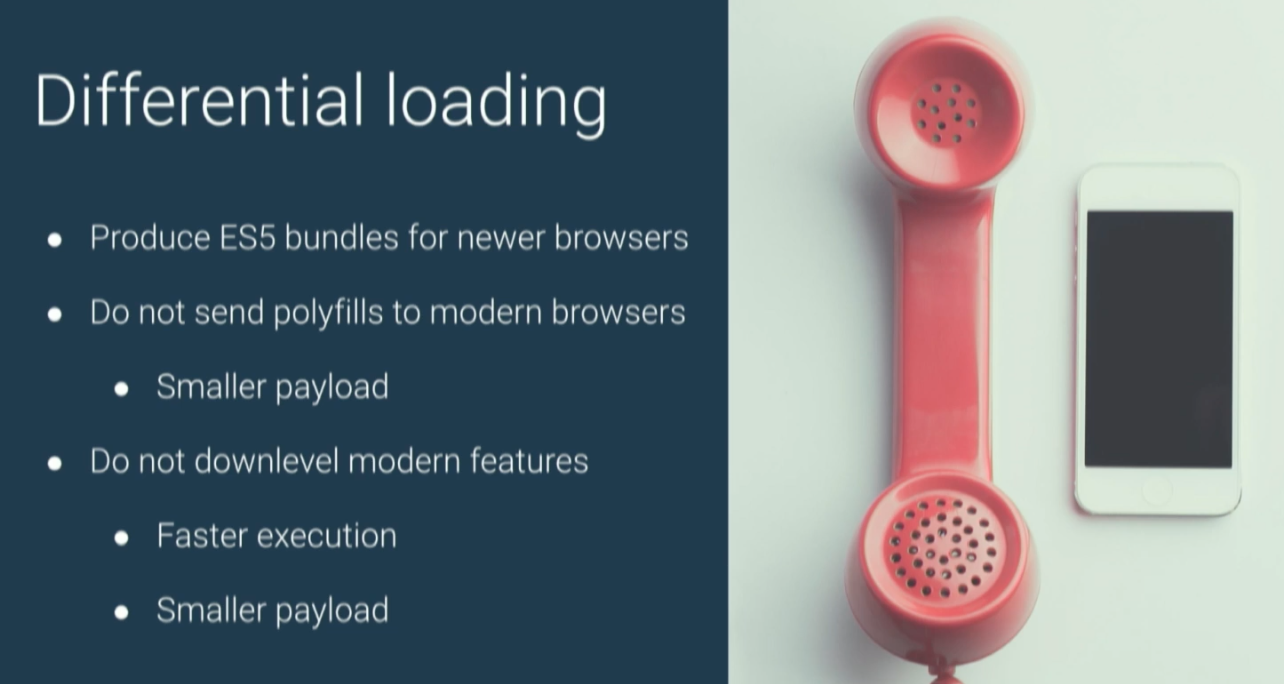 Differential loading
Produce ES5 bundles for newer browsers
Do not send polyfills to modern browsers
Smaller payload
Do not downlevel modern features
Faster execution
Smaller payload